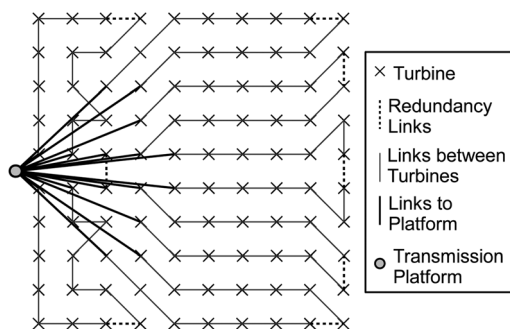 Turbine
Redundancy
Links
Links between
Turbines
Links to
Platform
Transmission
Platform